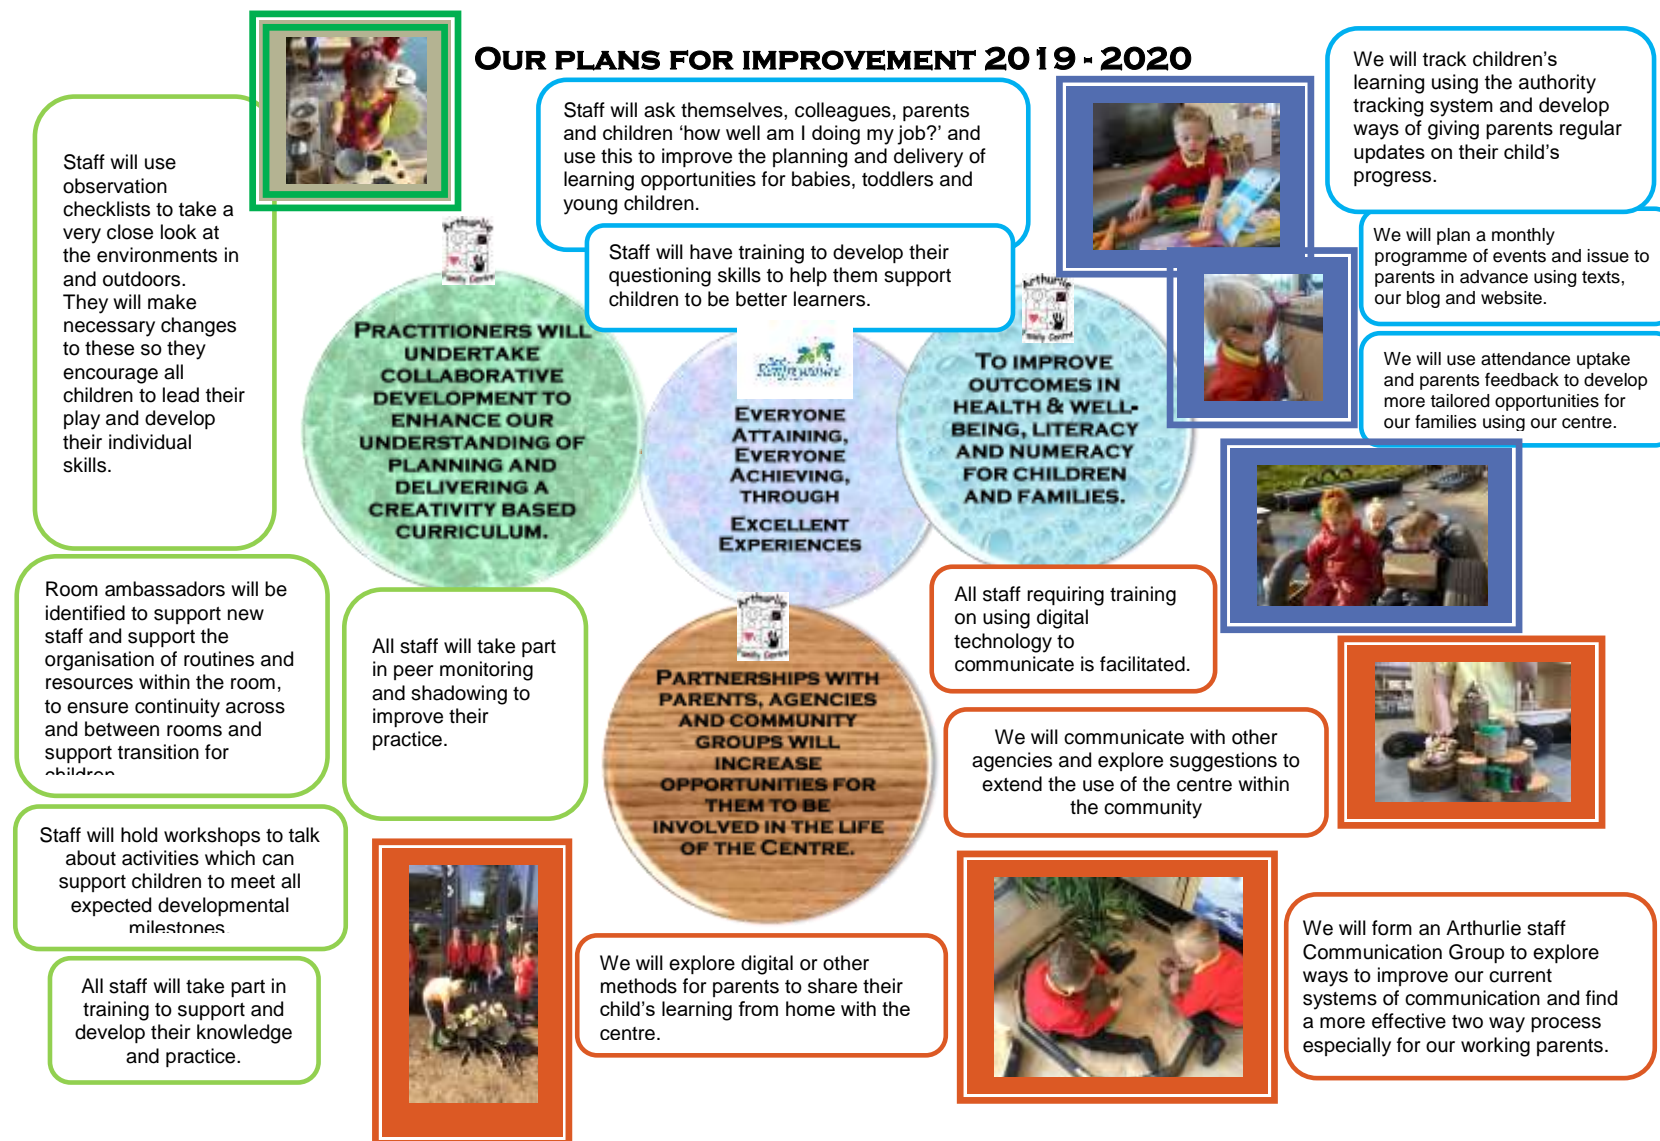 OUR PLANS FOR IMPROVEMENT 2019 - 2020
Staff will use
observation
checklists to take a
very close look at
the environments in
and outdoors.
They will make
necessary changes
to these so they
encourage all
children to lead their
play and develop
their individual
skills.
Staff will ask themselves, colleagues, parents
and children ‘how well am I doing my job?’ and
use this to improve the planning and delivery of
learning opportunities for babies, toddlers and
young children.
Staff will have training to develop their
questioning skills to help them support
children to be better learners.
We will track children’s
learning using the authority
tracking system and develop
ways of giving parents regular
updates on their child’s
progress.
We will plan a monthly
programme of events and issue to
parents in advance using texts,
our blog and website.
We will use attendance uptake
and parents feedback to develop
more tailored opportunities for
our families using our centre.
Arthurlie
Family Centre
PRACTITIONERS WILL
UNDERTAKE
COLLABORATIVE
DEVELOPMENT TO
ENHANCE OUR
UNDERSTANDING OF
PLANNING AND
DELIVERING A
CREATIVITY BASED
CURRICULUM.
East
Renfrewshire
EVERYONE
ATTAINING,
EVERYONE
ACHIEVING,
THROUGH
EXCELLENT
EXPERIENCES
Arthurlie
Family Centre
TO IMPROVE
OUTCOMES IN
HEALTH & WELL-
BEING, LITERACY
AND NUMERACY
FOR CHILDREN
AND FAMILIES.
Room ambassadors will be
identified to support new
staff and support the
organisation of routines and
resources within the room,
to ensure continuity across
and between rooms and
support transition for
children
All staff will take part
in peer monitoring
and shadowing to
improve their
practice.
Arthurlie
Family Centre
PARTNERSHIPS WITH
PARENTS, AGENCIES
AND COMMUNITY
GROUPS WILL
INCREASE
OPPORTUNITIES FOR
THEM TO BE
INVOLVED IN THE LIFE
OF THE CENTRE.
All staff requiring training
on using digital
technology to
communicate is facilitated.
We will communicate with other
agencies and explore suggestions to
extend the use of the centre within
the community
Staff will hold workshops to talk
about activities which can
support children to meet all
expected developmental
milestones.
All staff will take part in
training to support and
develop their knowledge
and practice.
We will explore digital or other
methods for parents to share their
child’s learning from home with the
centre.
We will form an Arthurlie staff
Communication Group to explore
ways to improve our current
systems of communication and find
a more effective two way process
especially for our working parents.